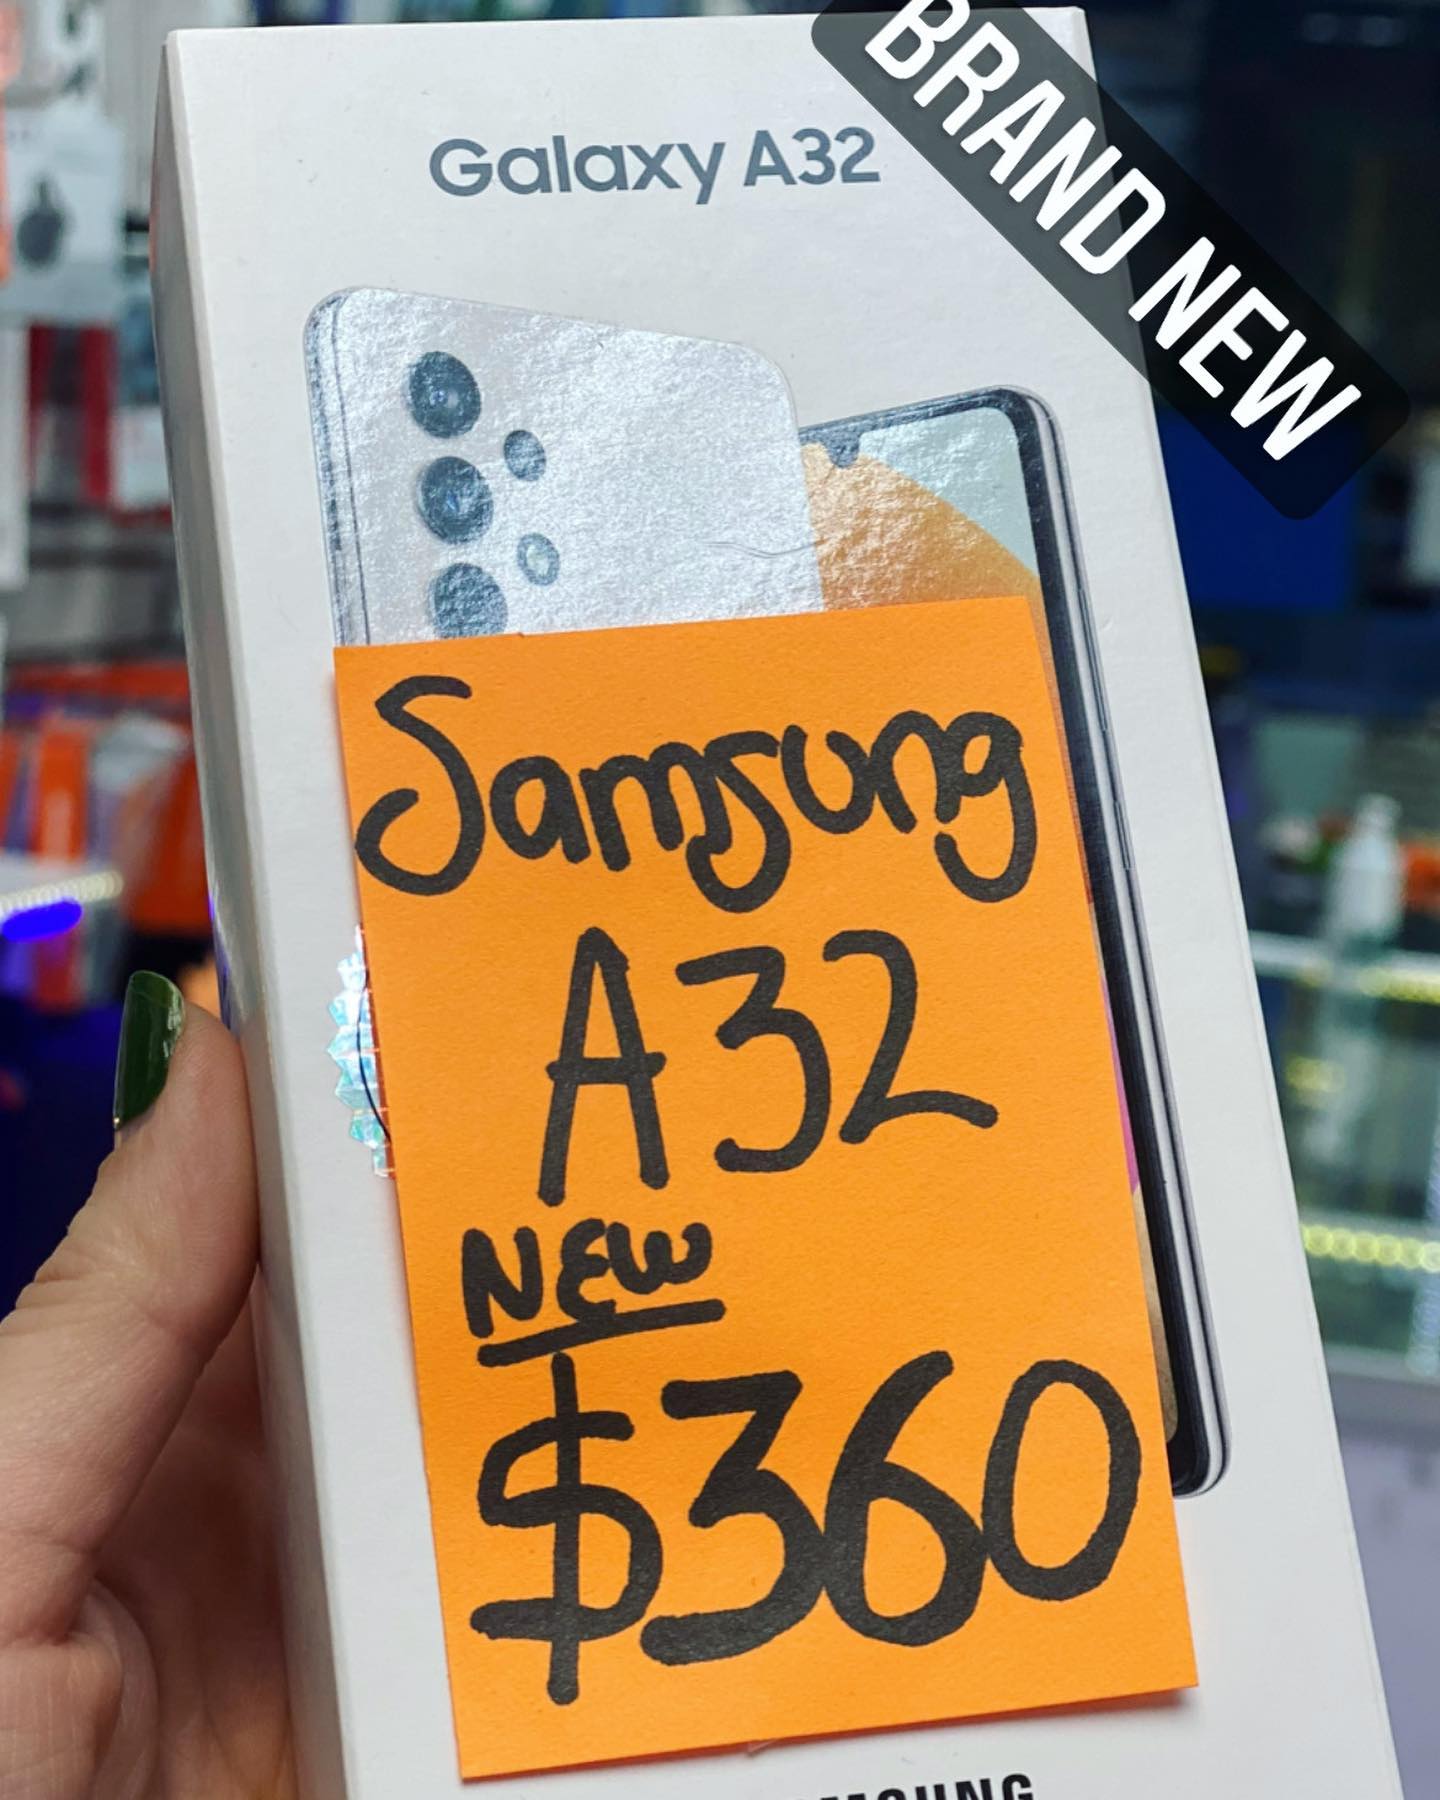 BRAND NEW
Galaxy A32
Samsung
A32
NEW
$360